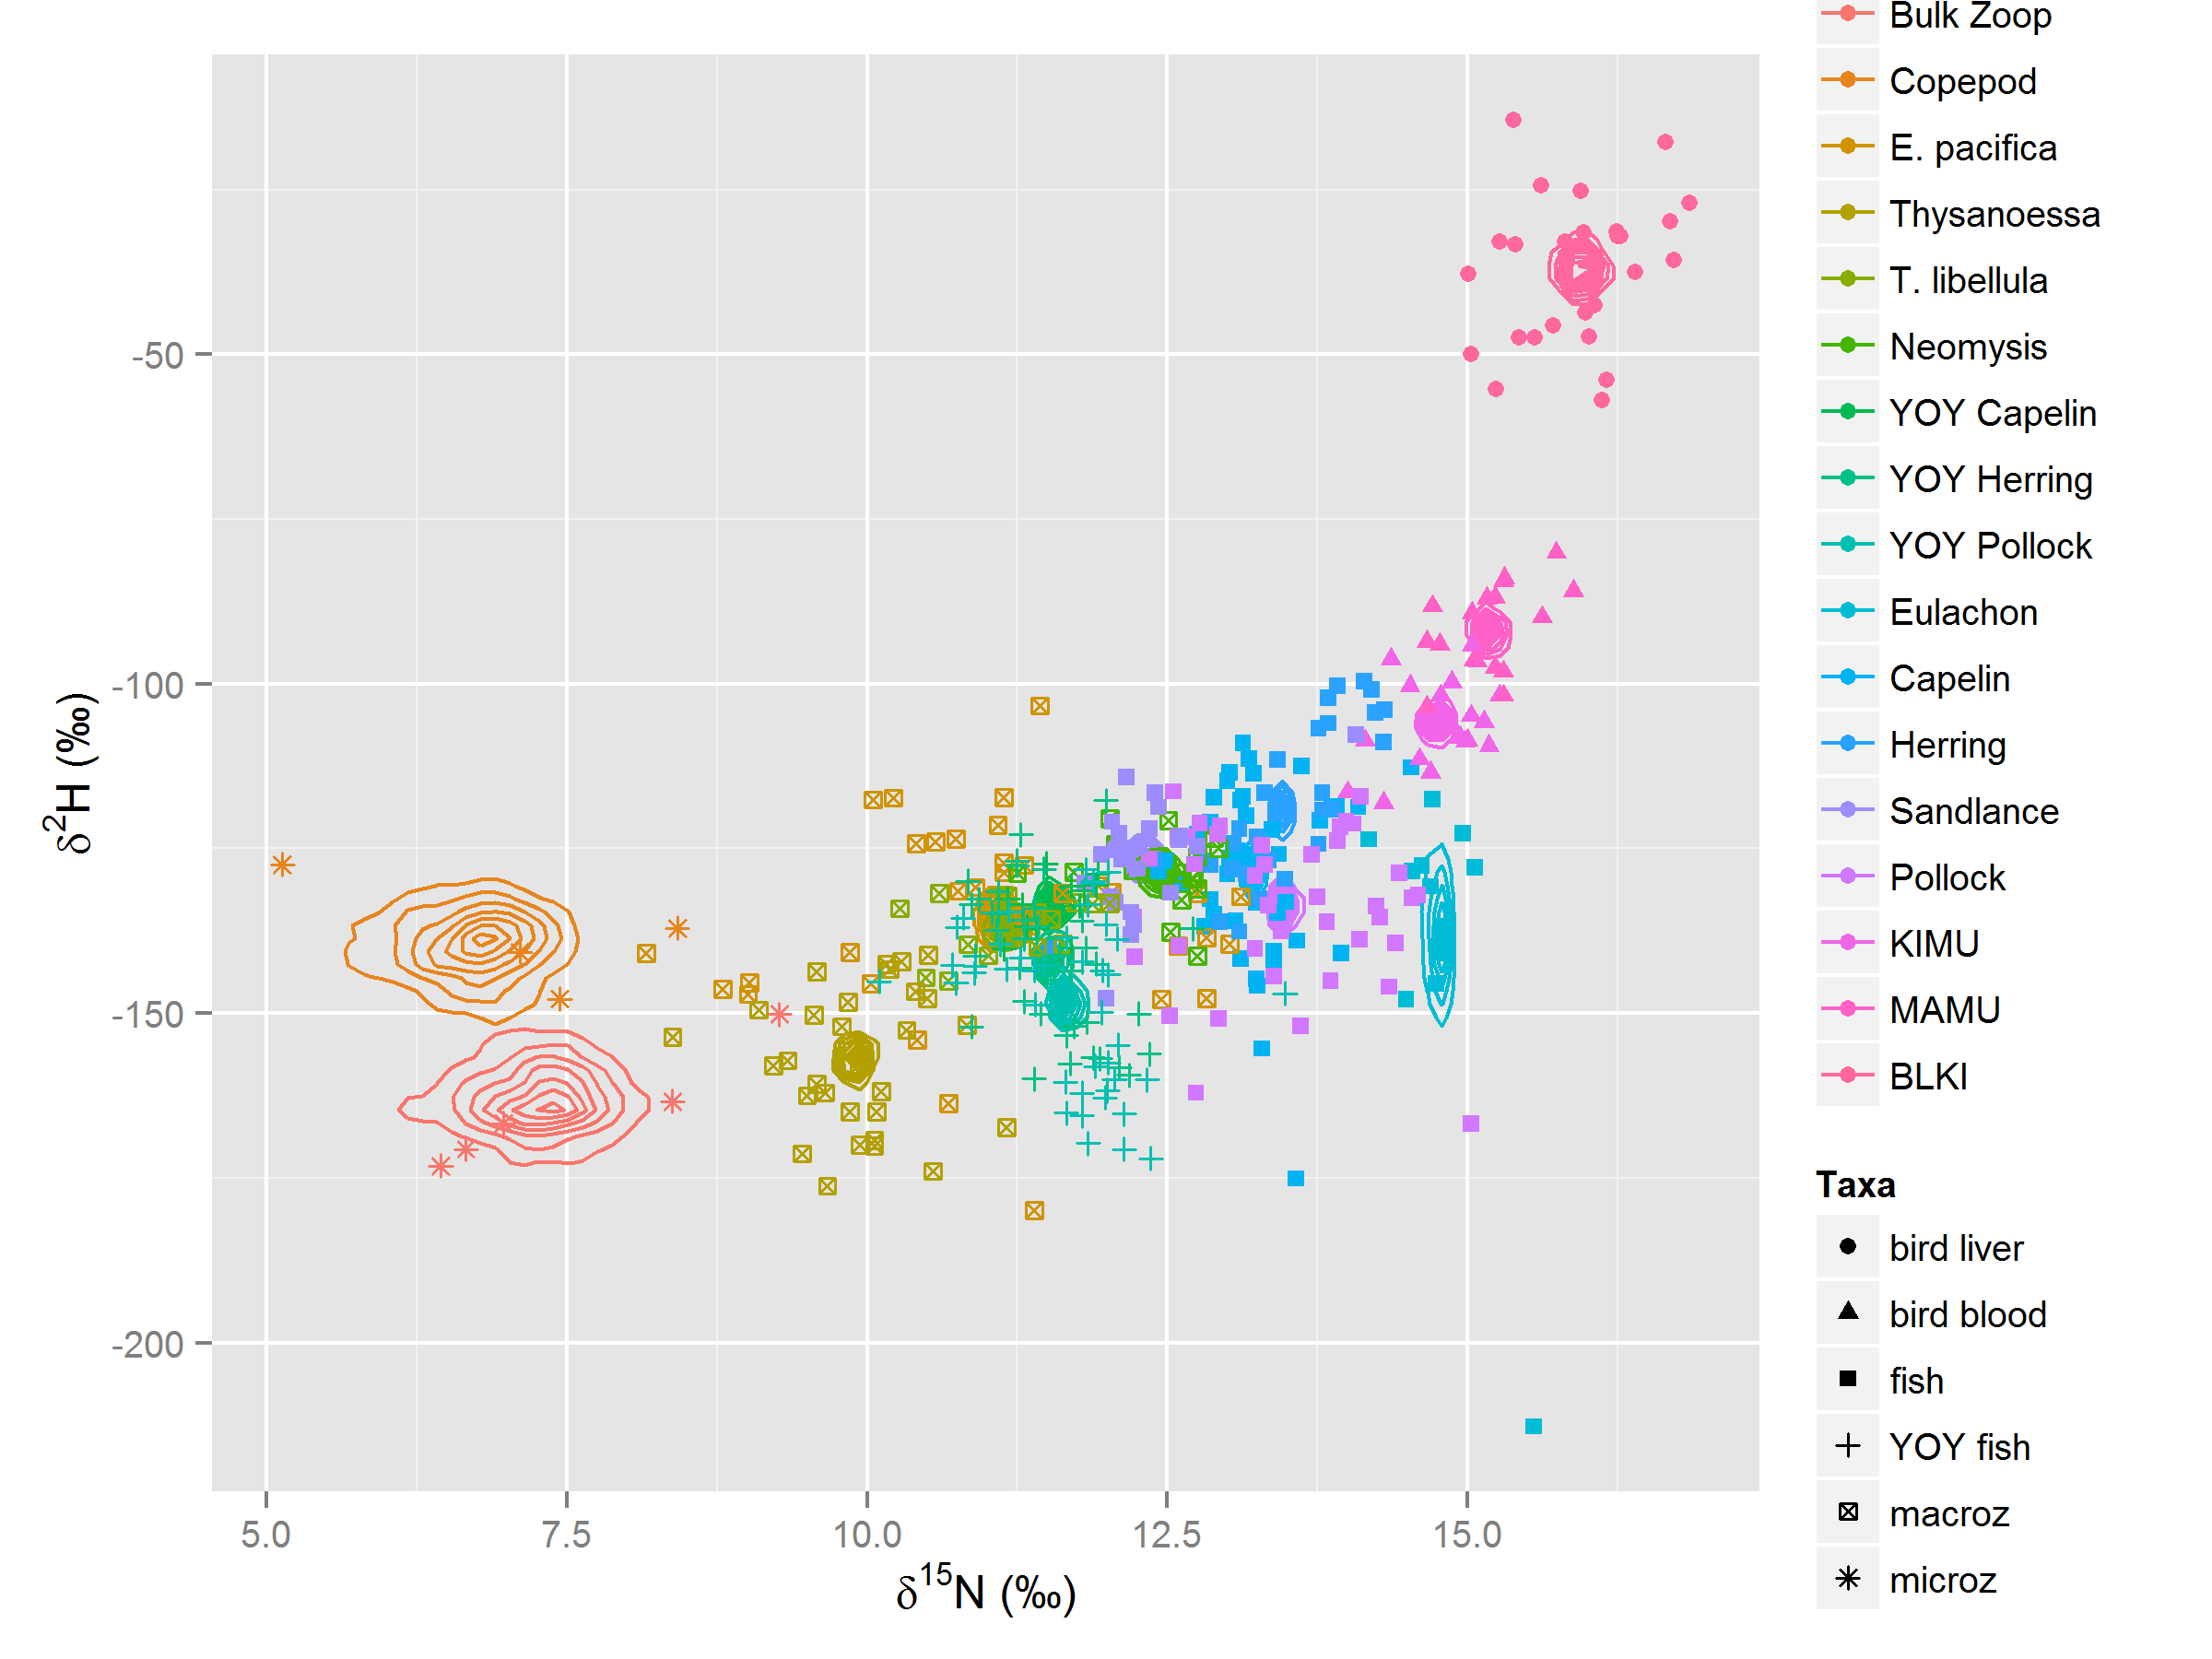 Bulk Zoop
Copepod
E. pacifica
Thysanoessa
T. libellula
Neomysis
YOY Capelin
YOY Herring
YOY Pollock
Eulachon
Capelin
Herring
Sandlance
Pollock
KIMU
MAMU
BLKI
Taxa
bird liver
bird blood
fish
YOY fish
macroz
microz
-50
-100
-150
-200
δ²H (‰)
5.0 7.5 10.0 12.5 15.0
δ¹⁵N (‰)